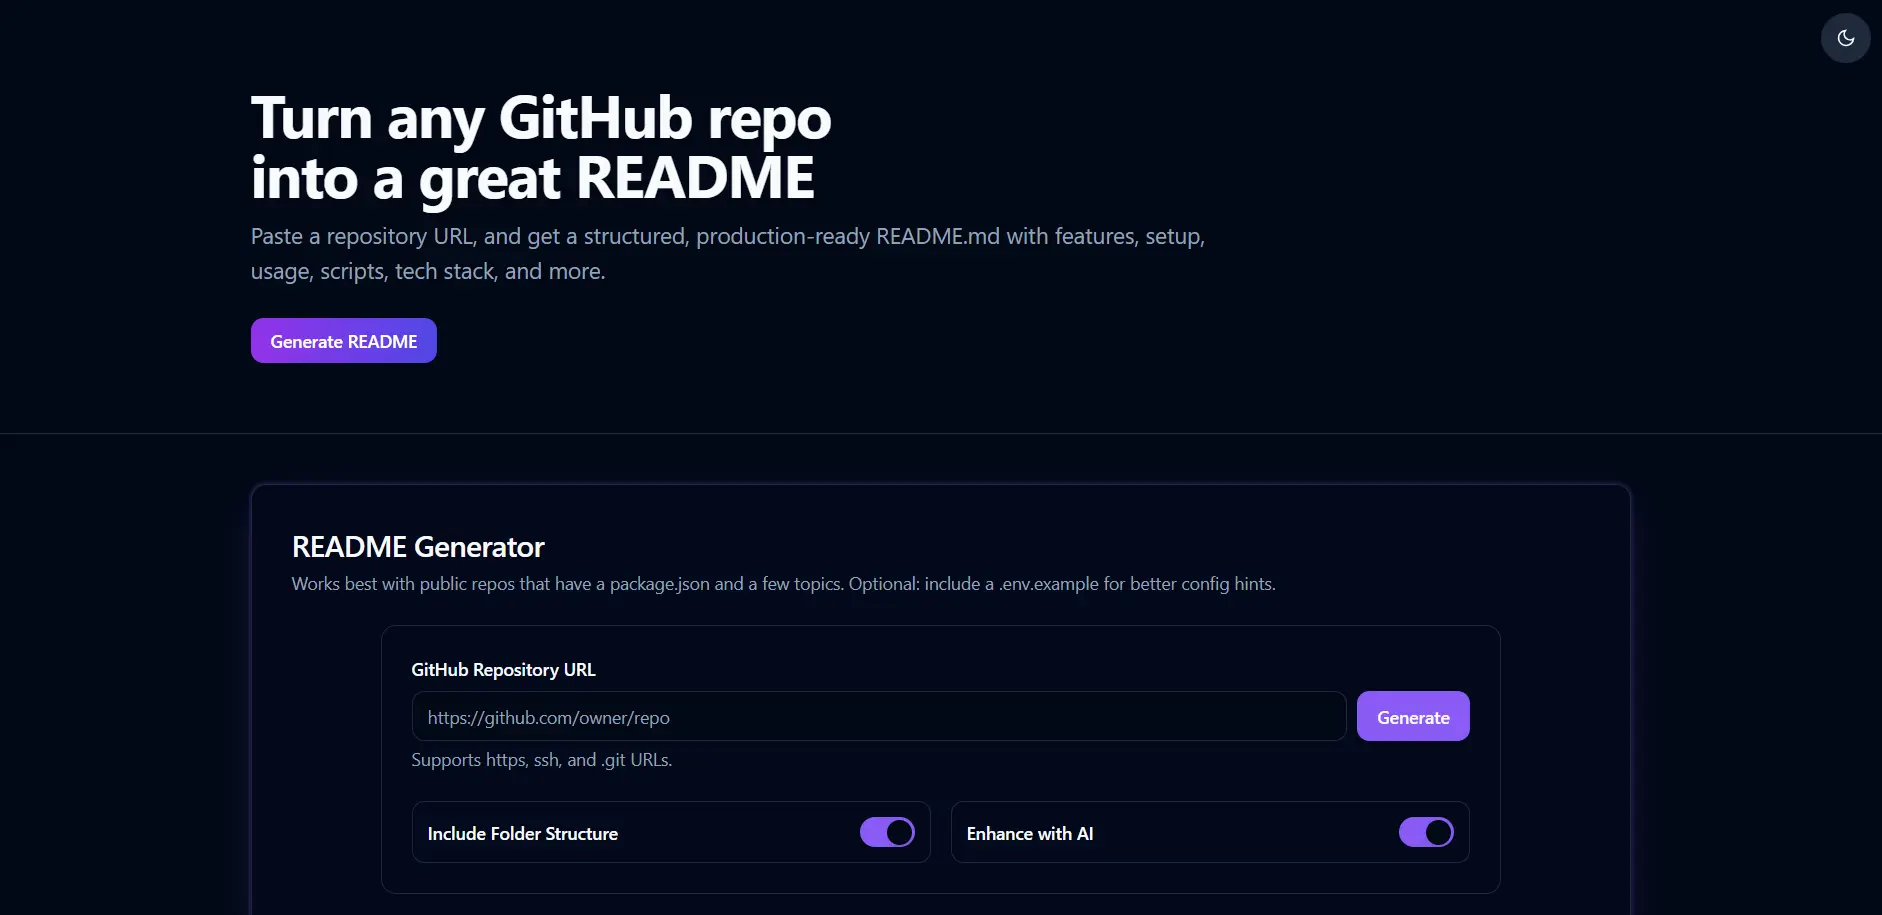 Turn any GitHub repo
into a great README
Paste a repository URL, and get a structured, production-ready README.md with features, setup,
usage, scripts, tech stack, and more.
Generate README
README Generator
Works best with public repos that have a package.json and a few topics. Optional: include a .env.example for better config hints.
GitHub Repository URL
https://github.com/owner/repo
Generate
Supports https, ssh, and .git URLs.
Include Folder Structure
Enhance with AI